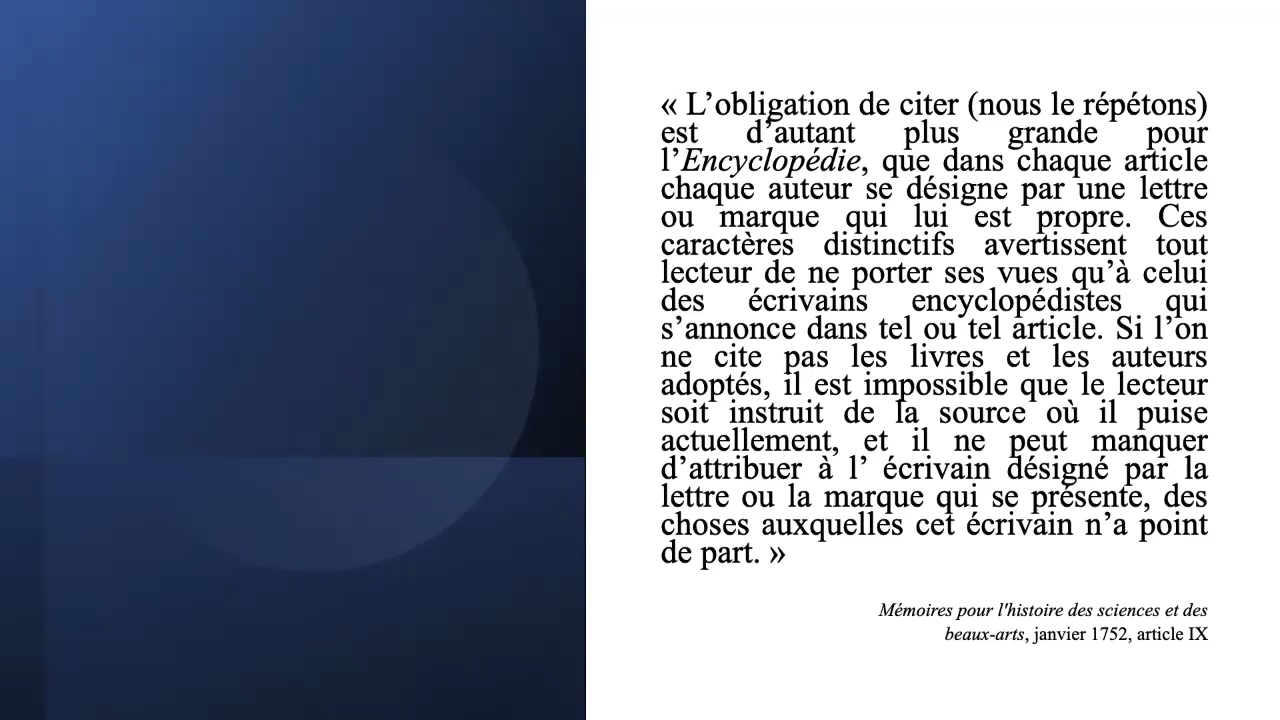 « L’obligation de citer (nous le répétons)
est d’autant plus grande pour
l’Encyclopédie, que dans chaque article
chaque auteur se désigne par une lettre
ou marque qui lui est propre. Ces
caractères distinctifs avertissent tout
lecteur de ne porter ses vues qu’à celui
des écrivains encyclopédistes qui
s’annonce dans tel ou tel article. Si l’on
ne cite pas les livres et les auteurs
adoptés, il est impossible que le lecteur
soit instruit de la source où il puise
actuellement, et il ne peut manquer
d’attribuer à l’ écrivain désigné par la
lettre ou la marque qui se présente, des
choses auxquelles cet écrivain n’a point
de part. »
Mémoires pour l'histoire des sciences et des
beaux-arts, janvier 1752, article IX